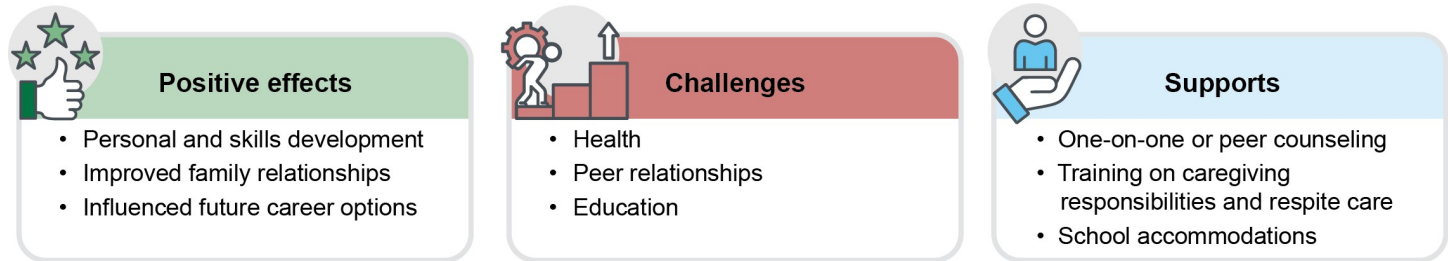 Positive effects
• Personal and skills development
• Improved family relationships
• Influenced future career options
Challenges
• Health
• Peer relationships
• Education
Supports
• One-on-one or peer counseling
• Training on caregiving
responsibilities and respite care
• School accommodations